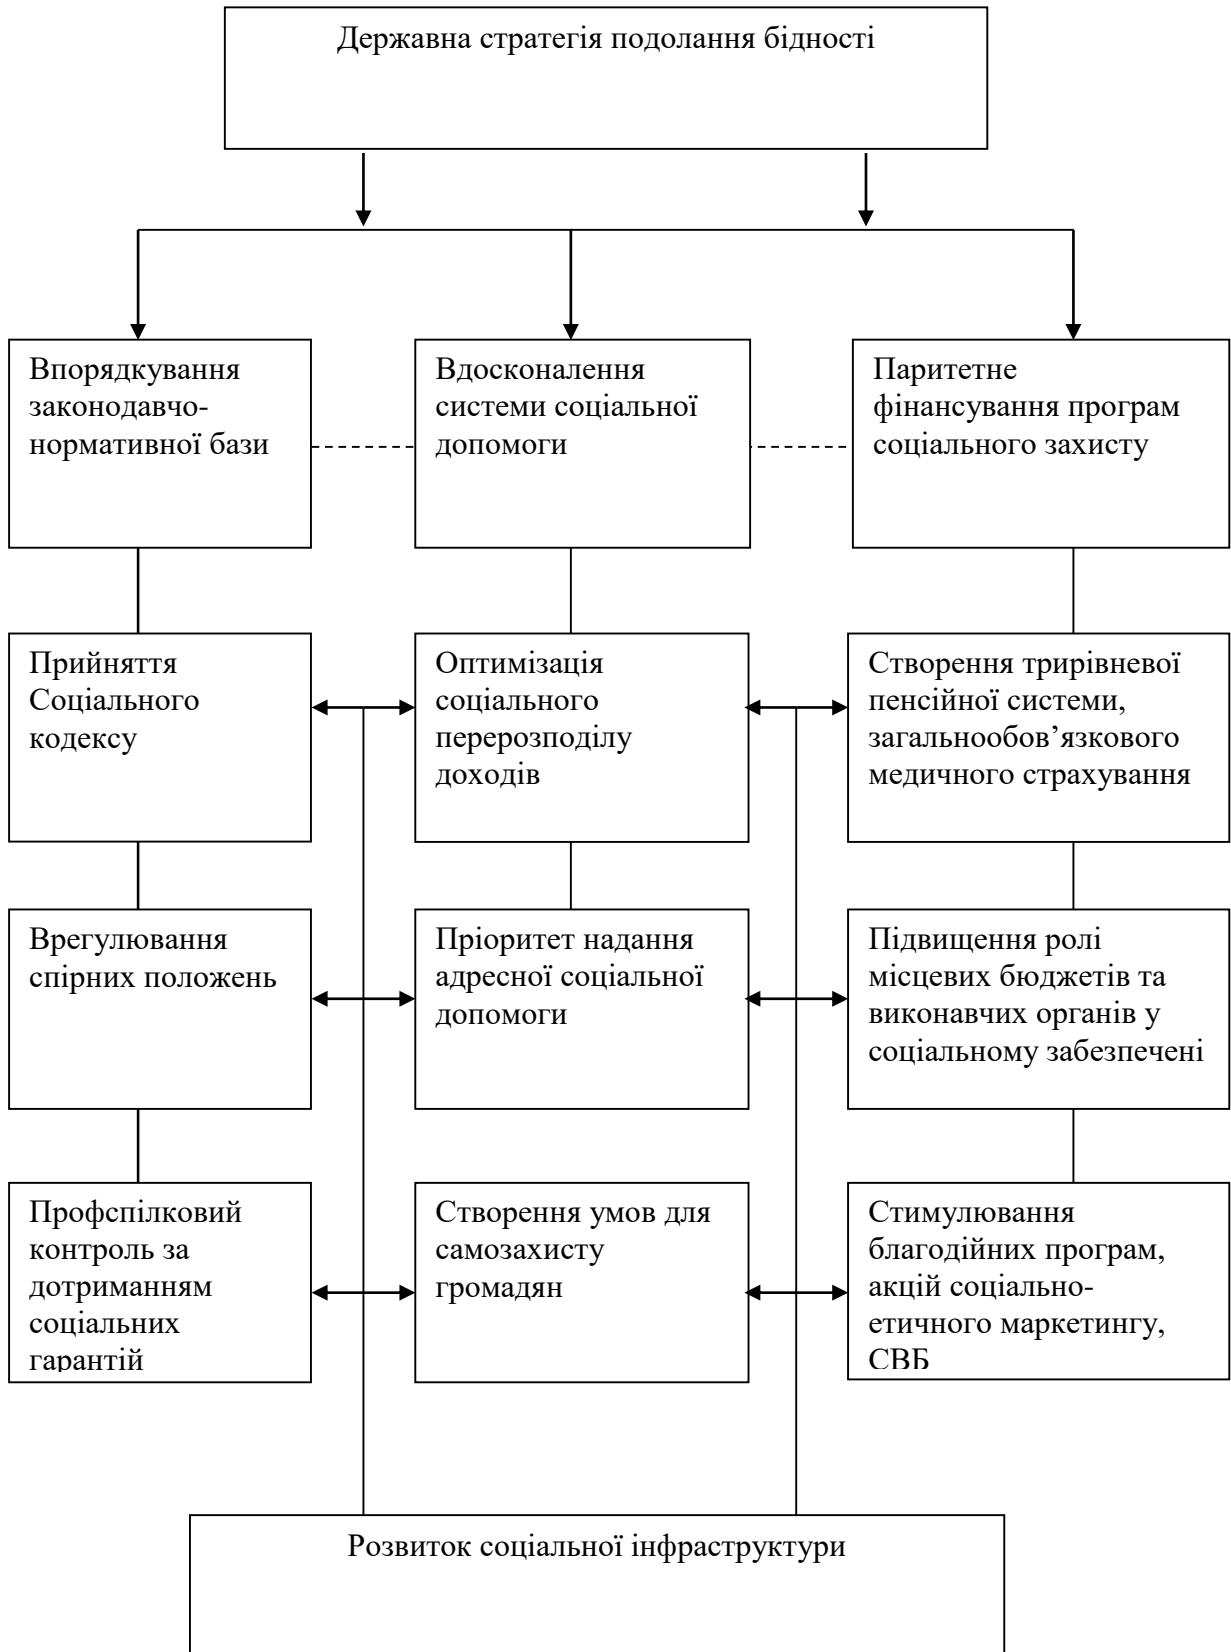 Державна стратегія подолання бідності
Впорядкування
законодавчо-
нормативної бази
Вдосконалення
системи соціальної
допомоги
Паритетне
фінансування програм
соціального захисту
Прийняття
Соціального
кодексу
Оптимізація
соціального
перерозподілу
доходів
Створення трирівневої
пенсійної системи,
загальнообов’язкового
медичного страхування
Врегулювання
спірних положень
Пріоритет надання
адресної соціальної
допомоги
Підвищення ролі
місцевих бюджетів та
виконавчих органів у
соціальному забезпечені
Профспілковий
контроль за
дотриманням
соціальних
гарантій
Створення умов для
самозахисту
громадян
Стимулювання
благодійних програм,
акцій соціально-
етичного маркетингу,
СВБ
Розвиток соціальної інфраструктури